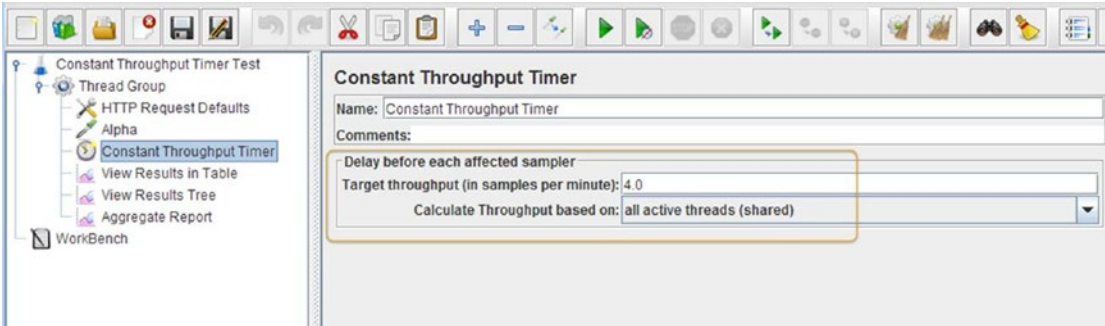 Constant Throughput Timer Test
Thread Group
HTTP Request Defaults
Alpha
Constant Throughput Timer
View Results in Table
View Results Tree
Aggregate Report
WorkBench
Constant Throughput Timer
Name: Constant Throughput Timer
Comments:
Delay before each affected sampler
Target throughput (in samples per minute): 4.0
Calculate Throughput based on: all active threads (shared)